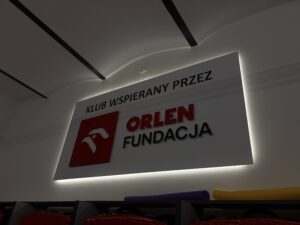 KLUB WSPIERANY PRZEZ
ORLEN
FUNDACJA